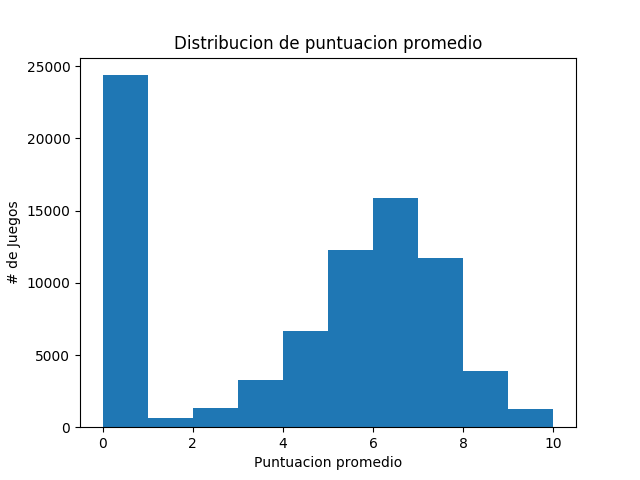 Distribucion de puntuacion promedio
25000
20000
15000
10000
5000
0
# de Juegos
0 2 4 6 8 10
Puntuacion promedio